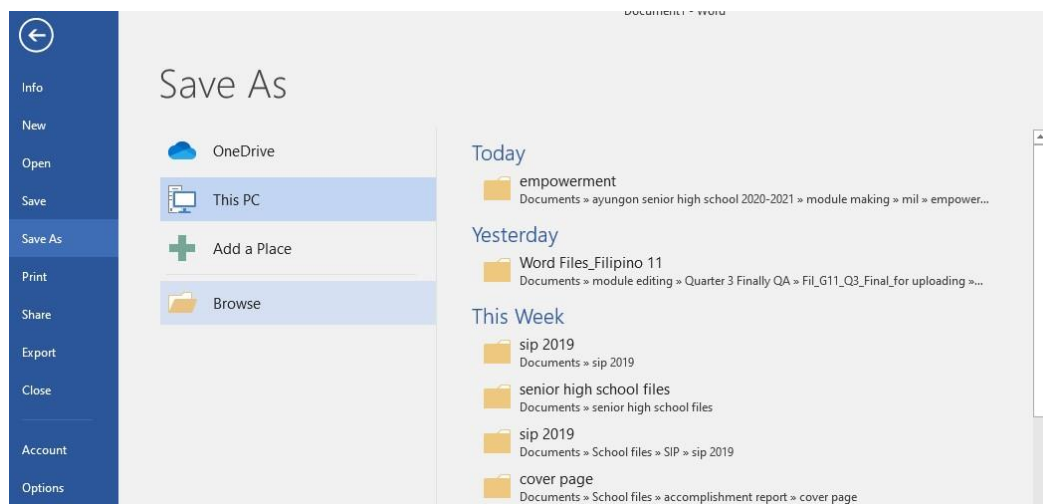 Document1 - Word
Info
New
Open
Save
Save As
Print
Share
Export
Close
Account
Options
Save As
OneDrive
This PC
Add a Place
Browse
Today
empowerment
Documents » ayungon senior high school 2020-2021 » module making » mil » empower...
Yesterday
Word Files_Filipino 11
Documents » module editing » Quarter 3 Finally QA » Fil_G11_Q3_Final_for uploading »...
This Week
sip 2019
Documents » sip 2019
senior high school files
Documents » senior high school files
sip 2019
Documents » School files » SIP » sip 2019
cover page
Documents » School files » accomplishment report » cover page